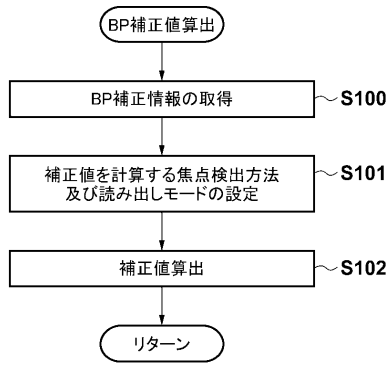 BP補正値算出
BP補正情報の取得
S100
補正値を計算する焦点検出方法
及び読み出しモードの設定
S101
補正値算出
S102
リターン